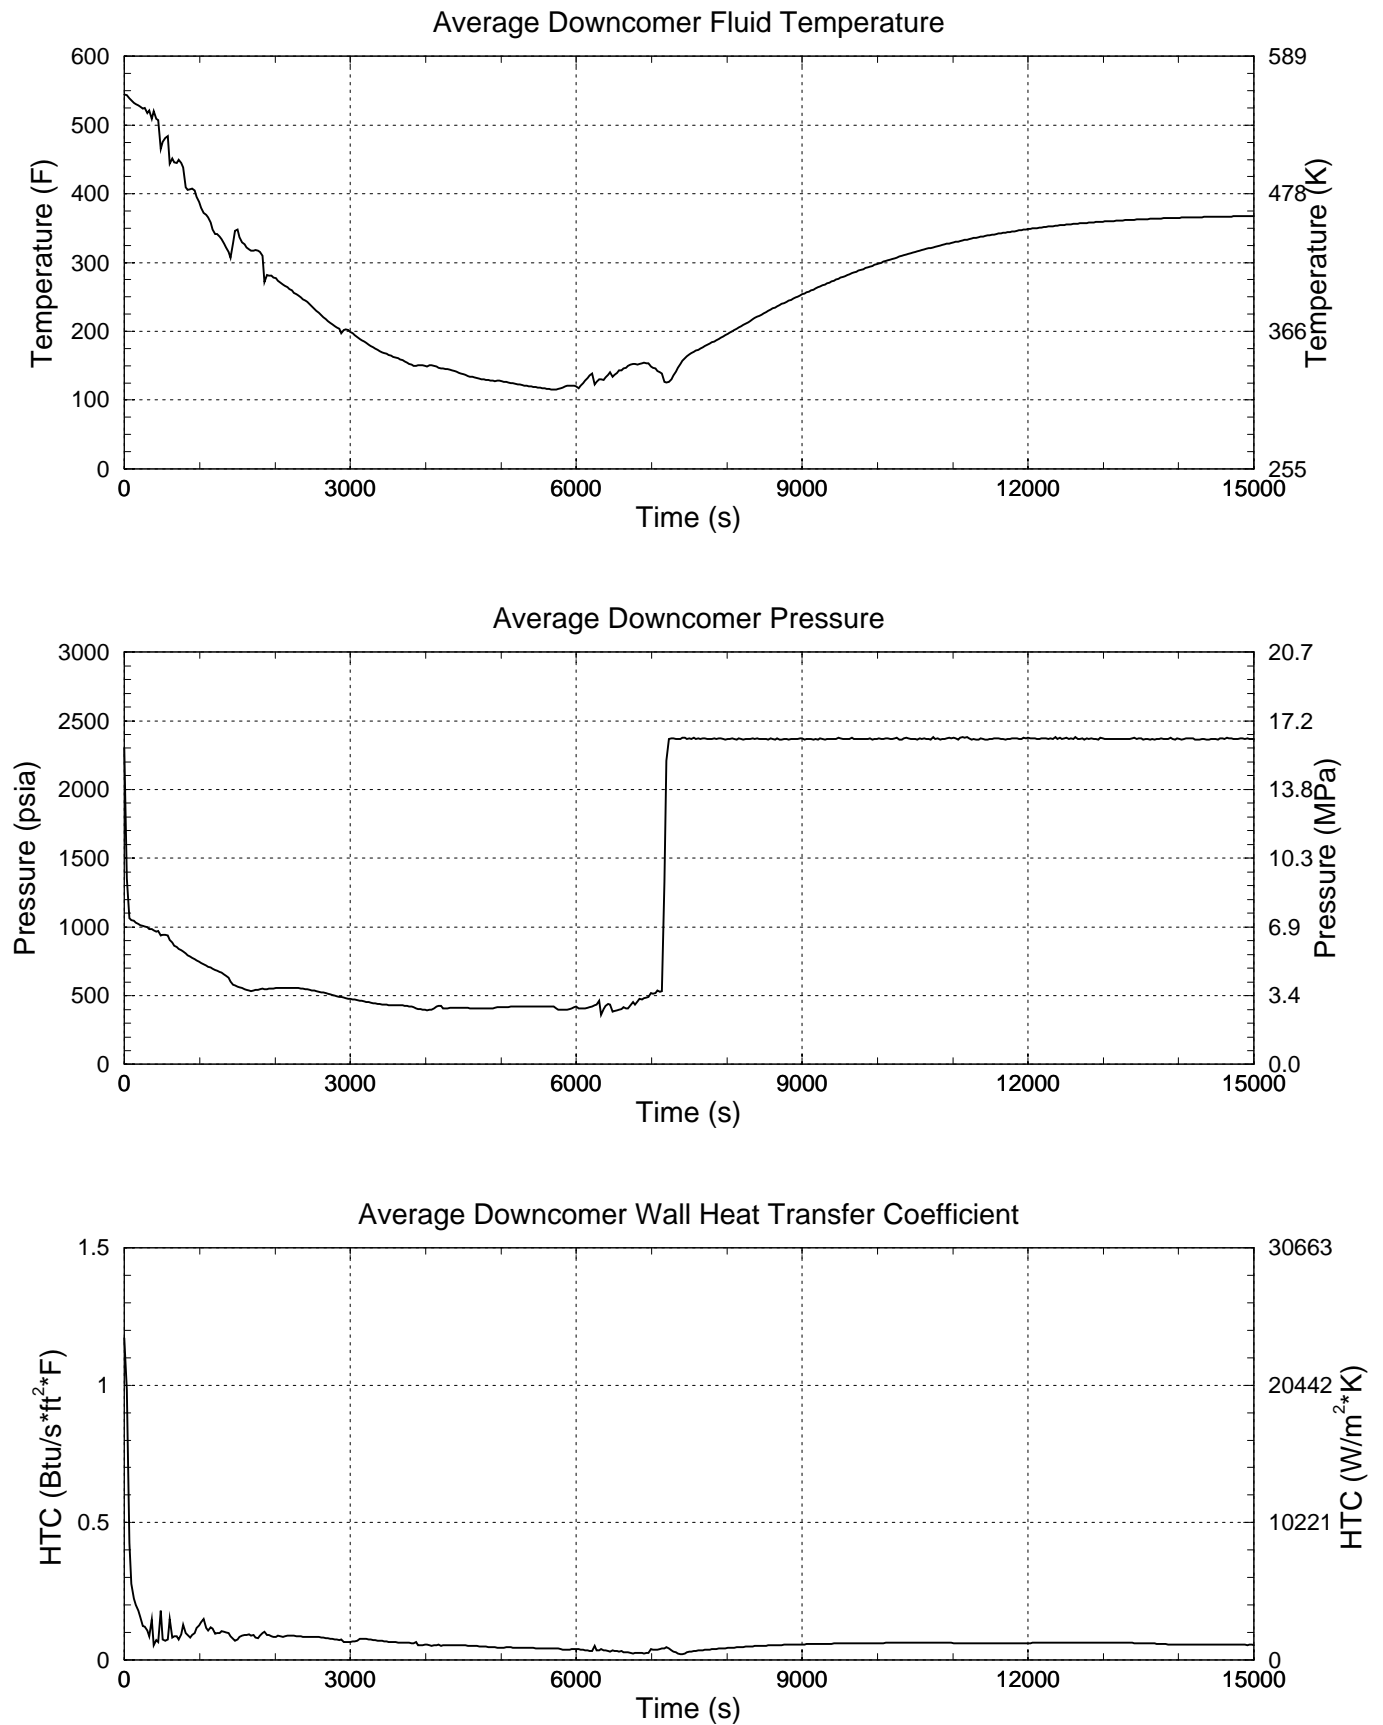 Average Downcomer Fluid Temperature
600 589
500
400 478
300
200 366
100
0 255
Temperature (F)
Temperature (K)
0 3000 6000 9000 12000 15000
Time (s)
Average Downcomer Pressure
3000 20.7
2500 17.2
2000 13.8
1500 10.3
1000 6.9
500 3.4
0 0.0
Pressure (psia)
Pressure (MPa)
0 3000 6000 9000 12000 15000
Time (s)
Average Downcomer Wall Heat Transfer Coefficient
1.5 30663
1 20442
0.5 10221
0 0
HTC (Btu/s*ft²*F)
HTC (W/m²*K)
0 3000 6000 9000 12000 15000
Time (s)